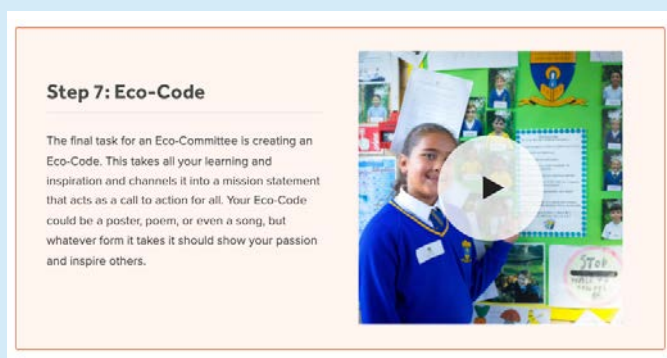 Step 7: Eco-Code
The final task for an Eco-Committee is creating an
Eco-Code. This takes all your learning and
inspiration and channels it into a mission statement
that acts as a call to action for all. Your Eco-Code
could be a poster, poem, or even a song, but
whatever form it takes it should show your passion
and inspire others.
STOP